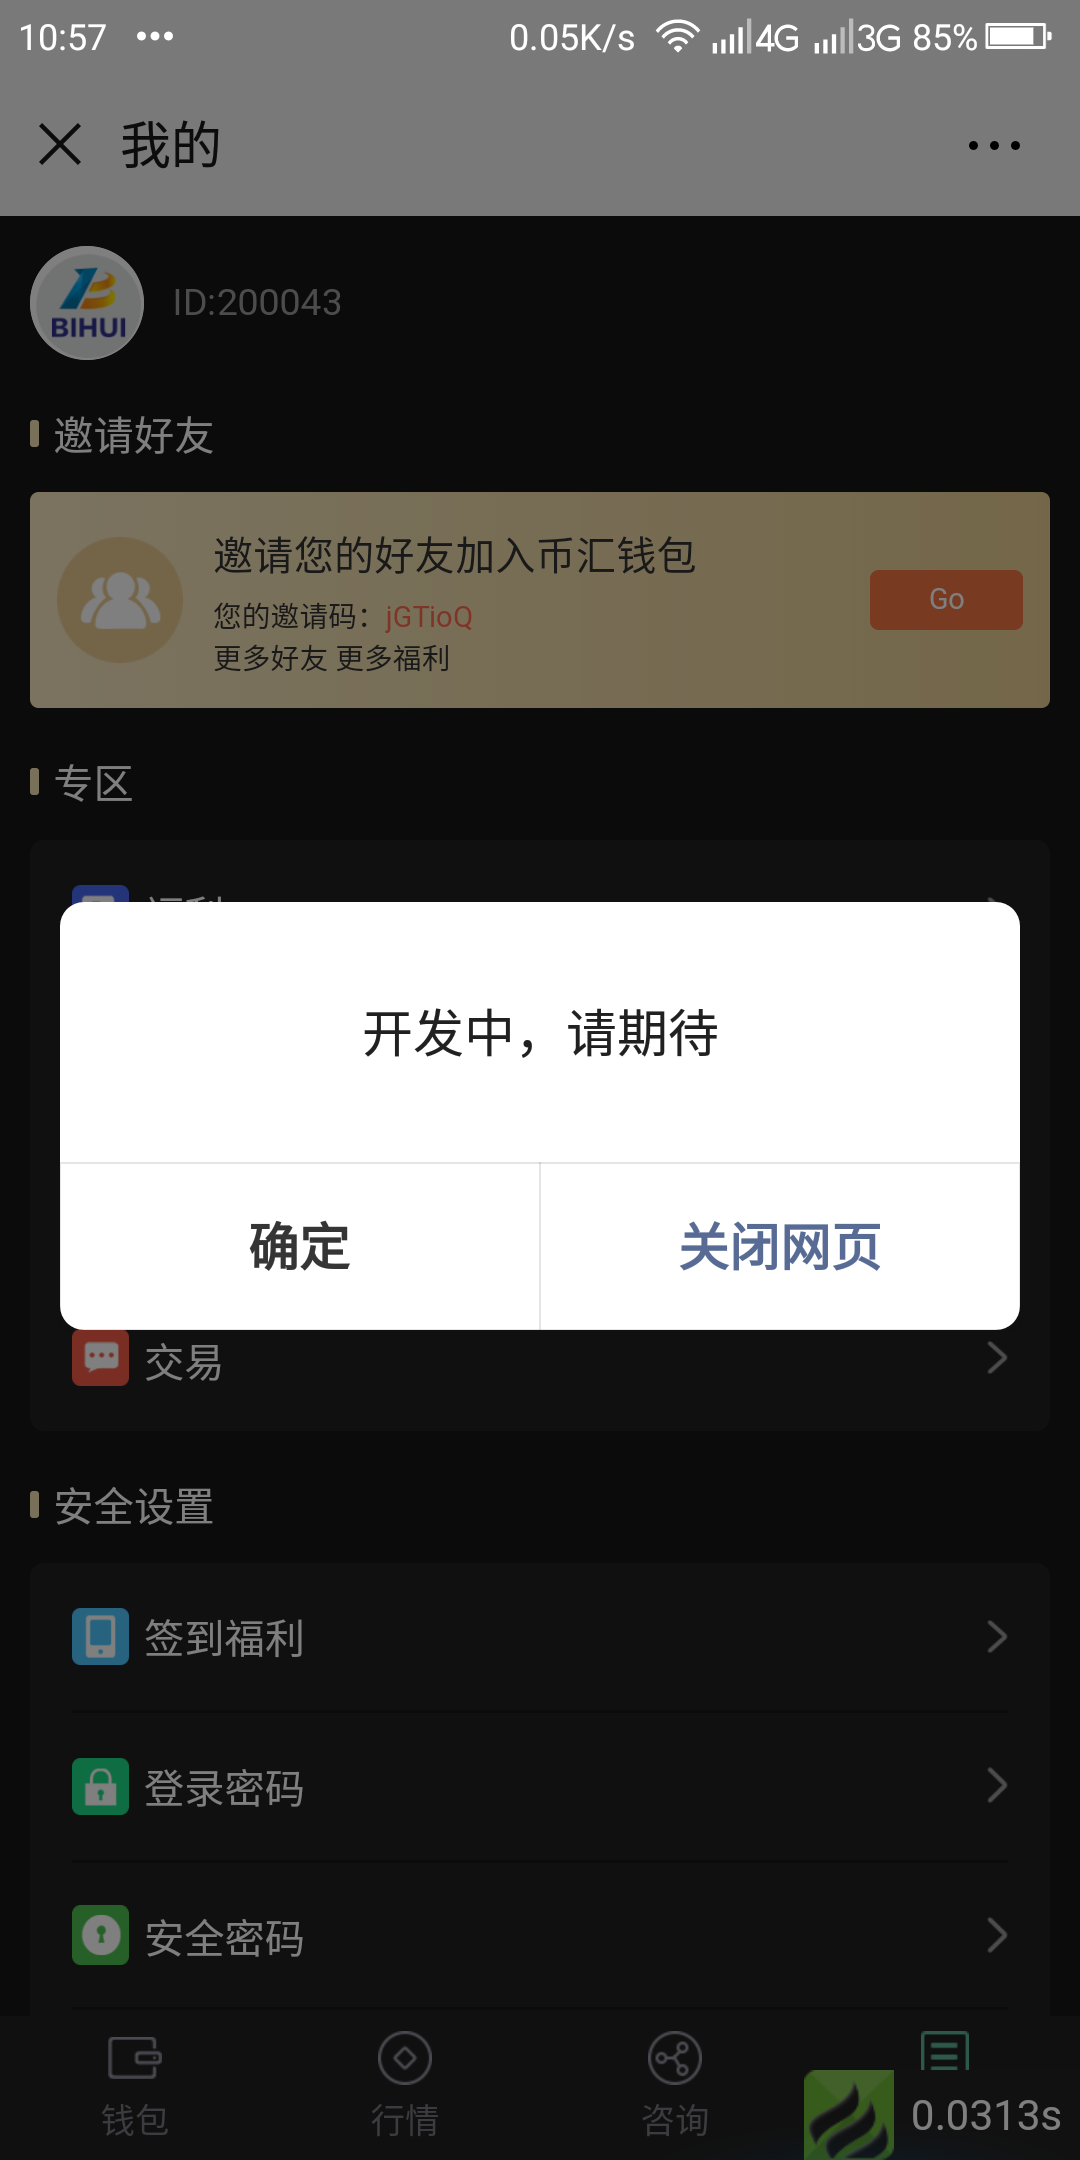 10:57 0.05K/s 4G 3G 85%
我的
BIHUI
ID:200043
邀请好友
邀请您的好友加入币汇钱包
您的邀请码：jGTioQ
更多好友 更多福利
Go
专区
福利
开发中，请期待
确定 关闭网页
交易
安全设置
签到福利
登录密码
安全密码
钱包 行情 咨询
0.0313s